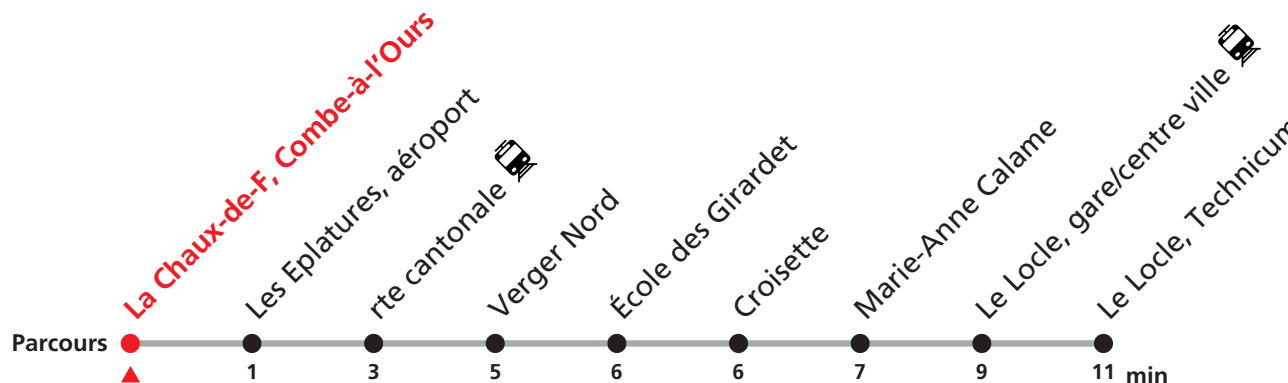 La Chaux-de-F, Combe-à-l'Ours
Les Eplatures, aéroport
rte cantonale
Verger Nord
École des Girardet
Croisette
Marie-Anne Calame
Le Locle, gare/centre ville
Le Locle, Technicum
Parcours
1 3 5 6 6 7 9 11 min